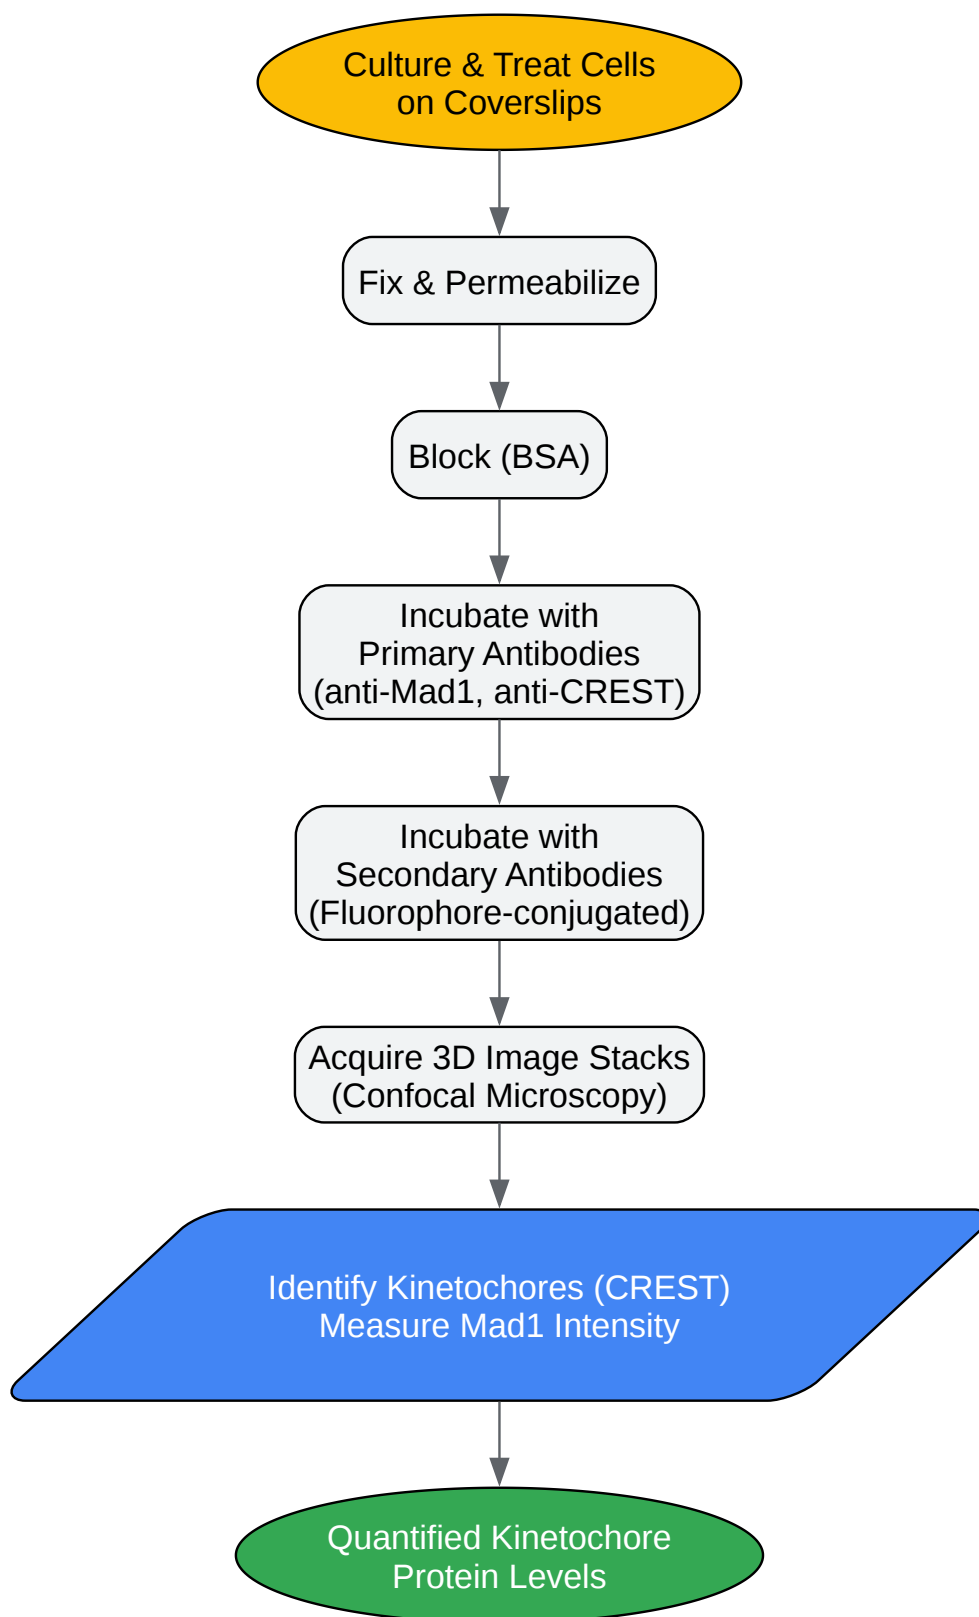 Culture & Treat Cells
on Coverslips
Fix & Permeabilize
Block (BSA)
Incubate with
Primary Antibodies
(anti-Mad1, anti-CREST)
Incubate with
Secondary Antibodies
(Fluorophore-conjugated)
Acquire 3D Image Stacks
(Confocal Microscopy)
Identify Kinetochores (CREST)
Measure Mad1 Intensity
Quantified Kinetochore
Protein Levels